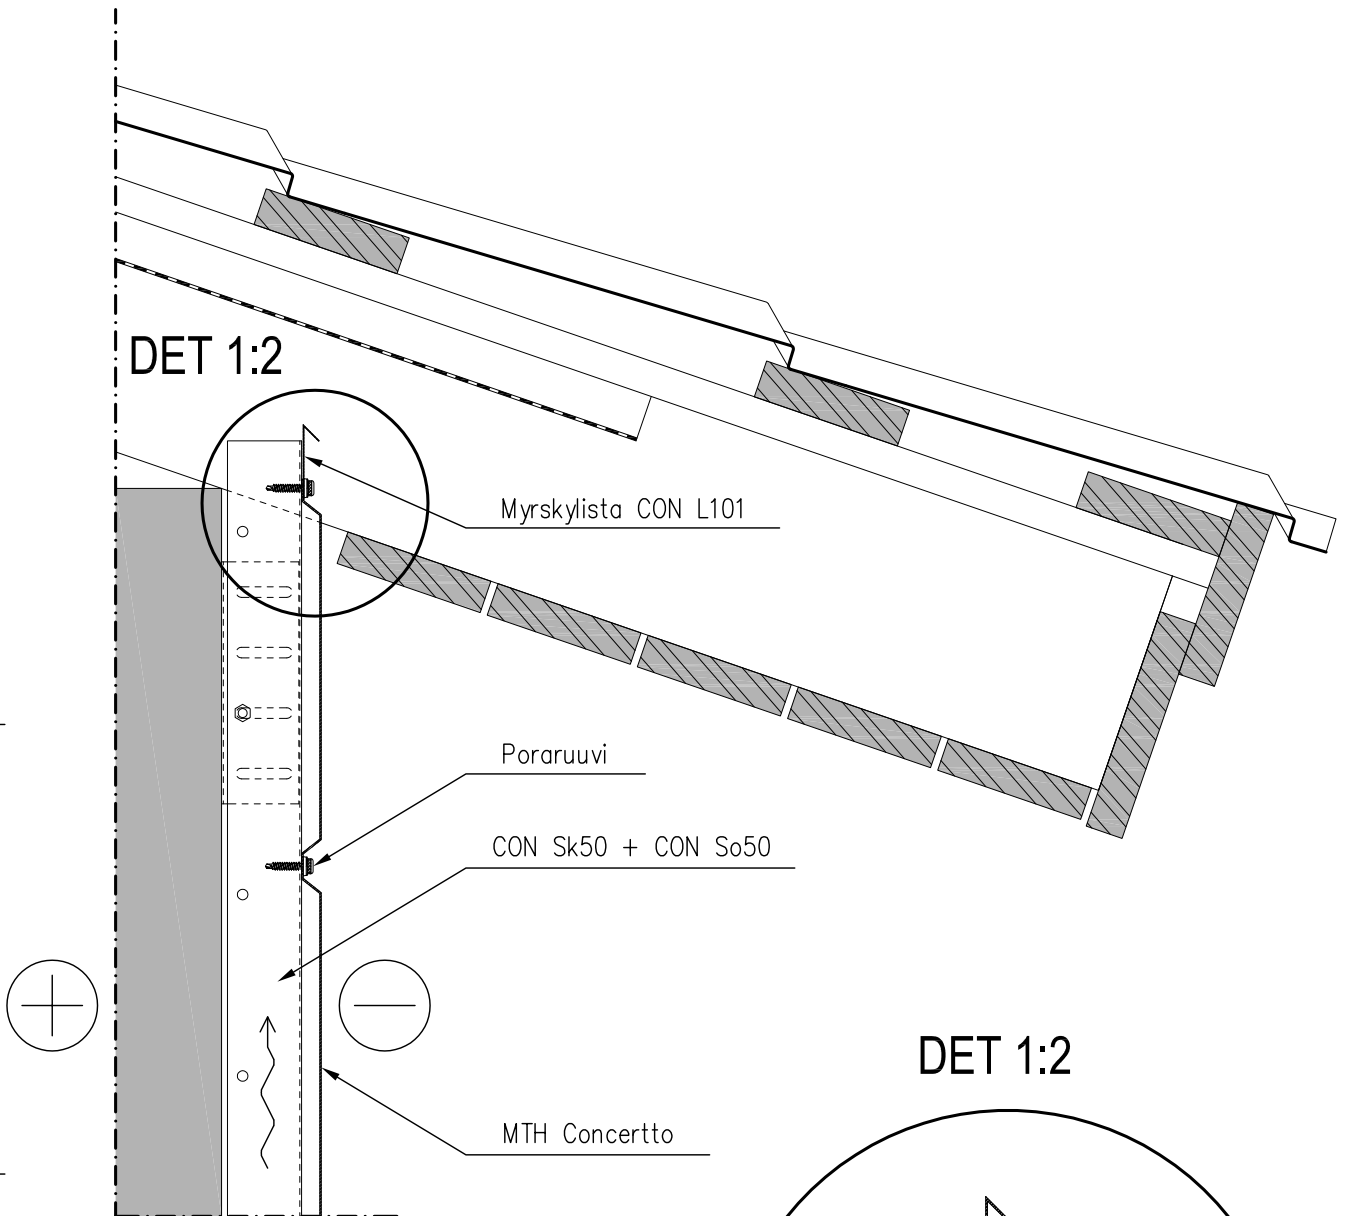 DET 1:2
Myrskylista CON L101
Poraruuvi
CON Sk50 + CON So50
DET 1:2
MTH Concertto